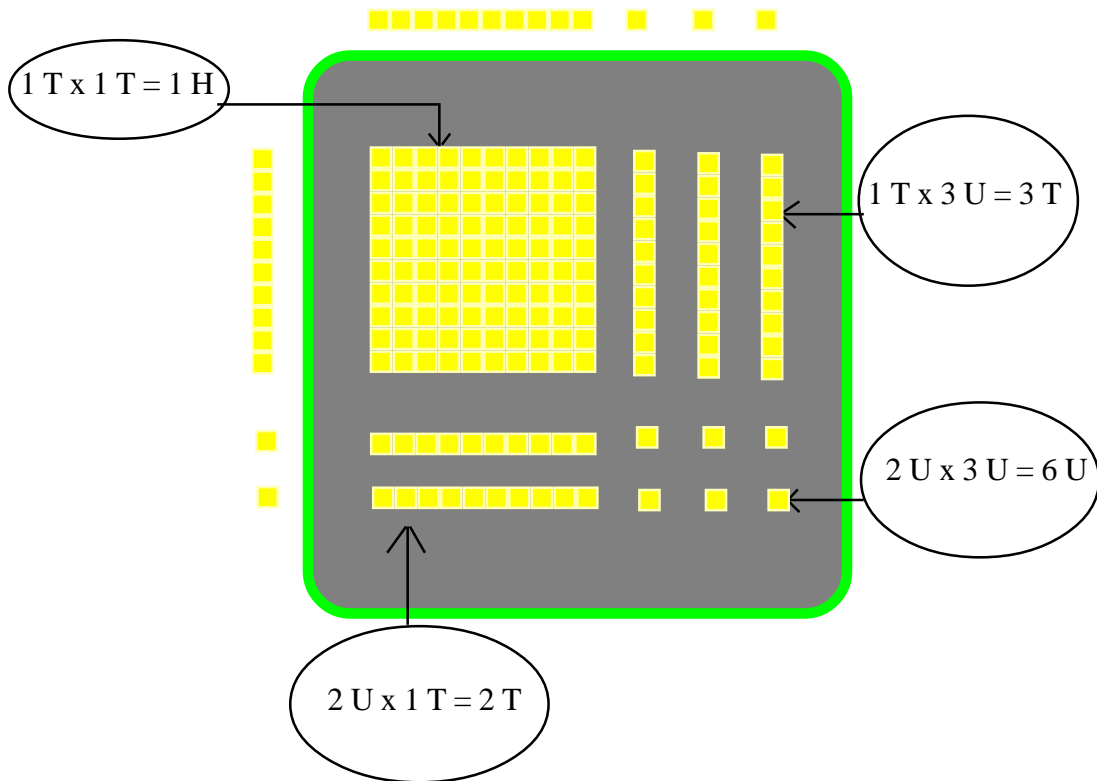 1 T x 1 T = 1 H
1 T x 3 U = 3 T
2 U x 3 U = 6 U
2 U x 1 T = 2 T